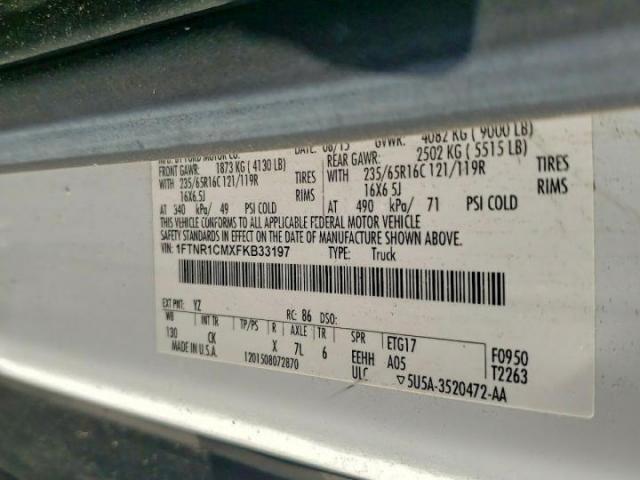 MFD. BY FORD MOTOR CO. DATE: 08/15 GVWR: 4082 KG ( 9000 LB)
FRONT GAWR: 1873 KG ( 4130 LB) REAR GAWR: 2502 KG ( 5515 LB)
WITH 235/65R16C 121/119R TIRES WITH 235/65R16C 121/119R TIRES
16X6.5J RIMS 16X6.5J RIMS
AT 340 kPa/ 49 PSI COLD AT 490 kPa/ 71 PSI COLD
THIS VEHICLE CONFORMS TO ALL APPLICABLE FEDERAL MOTOR VEHICLE
SAFETY STANDARDS IN EFFECT ON THE DATE OF MANUFACTURE SHOWN ABOVE.
VIN: 1FTNR1CMXFKB33197 TYPE: Truck
EXT PNT: YZ RC: 86 DSO:
WB INT TR TP/PS R AXLE TR SPR ETG17 F0950
130 CK X 7L 6 EEHH A05 T2263
MADE IN U.S.A. 1201508072870 ULC 5U5A-3520472-AA